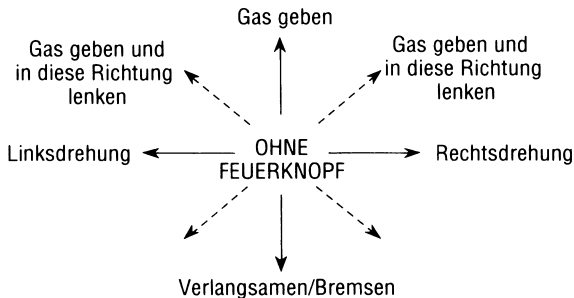 Gas geben
Gas geben und
in diese Richtung
lenken
Gas geben und
in diese Richtung
lenken
Linksdrehung
OHNE
FEUERKNOPF
Rechtsdrehung
Verlangsamen/Bremsen